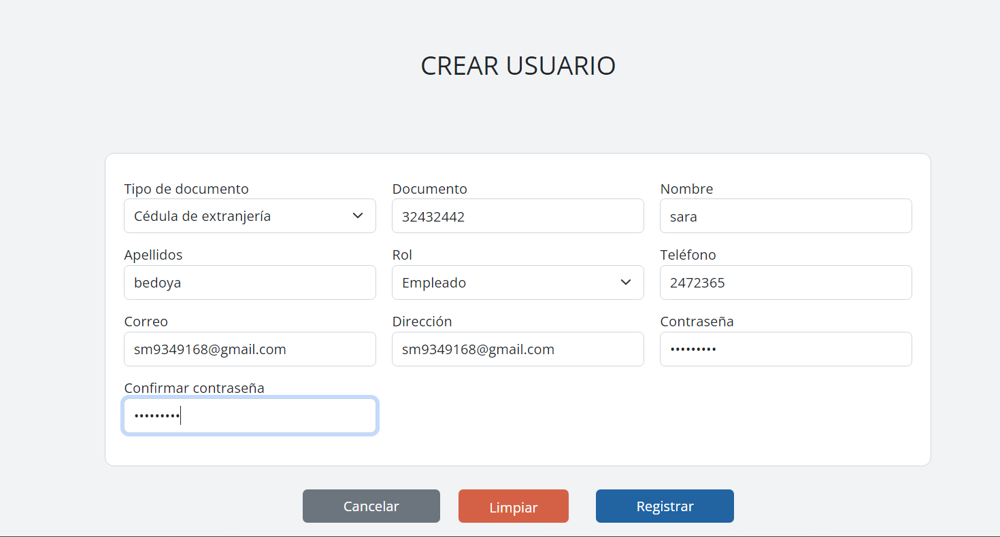 CREAR USUARIO
Tipo de documento
Cédula de extranjería
Documento
32432442
Nombre
sara
Apellidos
bedoya
Rol
Empleado
Teléfono
2472365
Correo
sm9349168@gmail.com
Dirección
sm9349168@gmail.com
Contraseña
•••••••••
Confirmar contraseña
•••••••••
Cancelar
Limpiar
Registrar